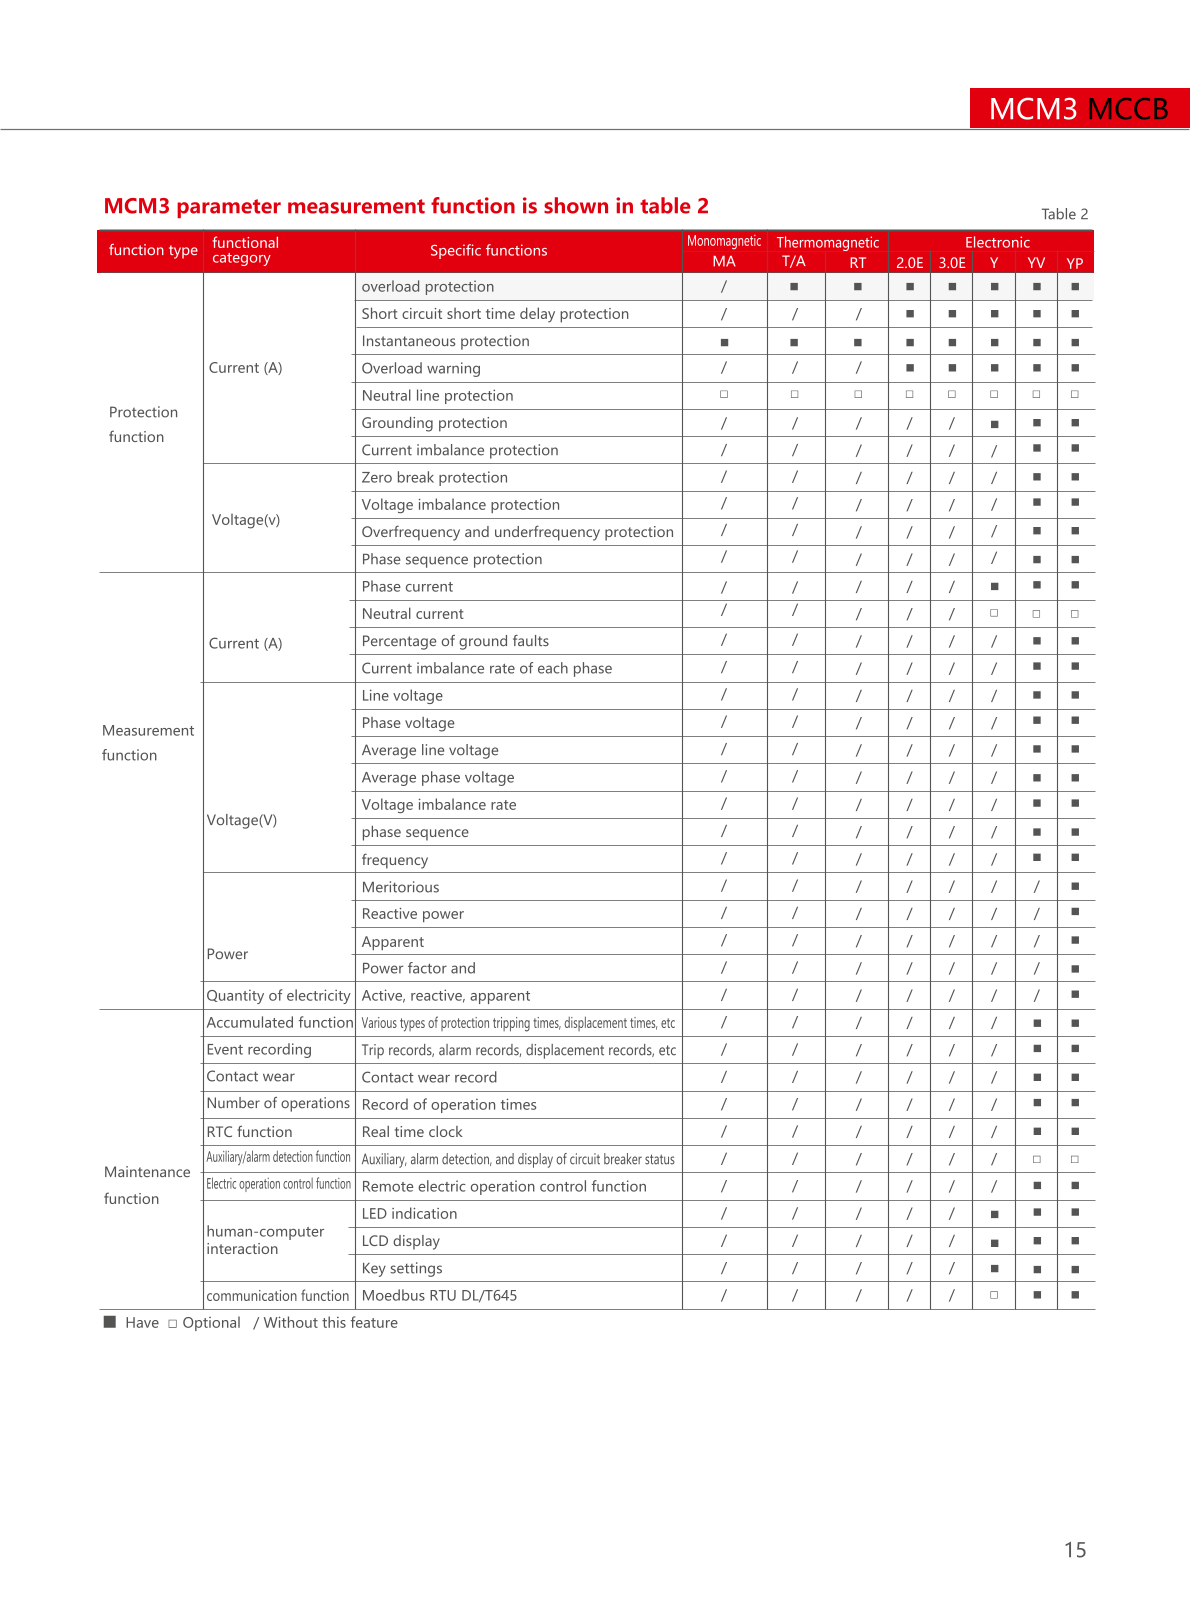 MCM3 MCCB
MCM3 parameter measurement function is shown in table 2
Table 2
function type functional category Specific functions Monomagnetic Thermomagnetic Electronic
MA T/A RT 2.0E 3.0E Y YV YP
Protection function
Current (A)
overload protection / ■ ■ ■ ■ ■ ■ ■
Short circuit short time delay protection / / / ■ ■ ■ ■ ■
Instantaneous protection ■ ■ ■ ■ ■ ■ ■ ■
Overload warning / / / ■ ■ ■ ■ ■
Neutral line protection □ □ □ □ □ □ □ □
Grounding protection / / / / / ■ ■ ■
Current imbalance protection / / / / / / ■ ■
Voltage(v)
Zero break protection / / / / / / ■ ■
Voltage imbalance protection / / / / / / ■ ■
Overfrequency and underfrequency protection / / / / / / ■ ■
Phase sequence protection / / / / / / ■ ■
Measurement function
Current (A)
Phase current / / / / / ■ ■ ■
Neutral current / / / / / □ □ □
Percentage of ground faults / / / / / / ■ ■
Current imbalance rate of each phase / / / / / / ■ ■
Voltage(V)
Line voltage / / / / / / ■ ■
Phase voltage / / / / / / ■ ■
Average line voltage / / / / / / ■ ■
Average phase voltage / / / / / / ■ ■
Voltage imbalance rate / / / / / / ■ ■
phase sequence / / / / / / ■ ■
frequency / / / / / / ■ ■
Power
Meritorious / / / / / / / ■
Reactive power / / / / / / / ■
Apparent / / / / / / / ■
Power factor and / / / / / / / ■
Quantity of electricity Active, reactive, apparent / / / / / / / ■
Maintenance function
Accumulated function Various types of protection tripping times, displacement times, etc / / / / / / ■ ■
Event recording Trip records, alarm records, displacement records, etc / / / / / / ■ ■
Contact wear Contact wear record / / / / / / ■ ■
Number of operations Record of operation times / / / / / / ■ ■
RTC function Real time clock / / / / / / ■ ■
Auxiliary/alarm detection function Auxiliary, alarm detection, and display of circuit breaker status / / / / / / □ □
Electric operation control function Remote electric operation control function / / / / / / ■ ■
human-computer interaction
LED indication / / / / / ■ ■ ■
LCD display / / / / / ■ ■ ■
Key settings / / / / / ■ ■ ■
communication function Moedbus RTU DL/T645 / / / / / □ ■ ■
■ Have □ Optional / Without this feature
15